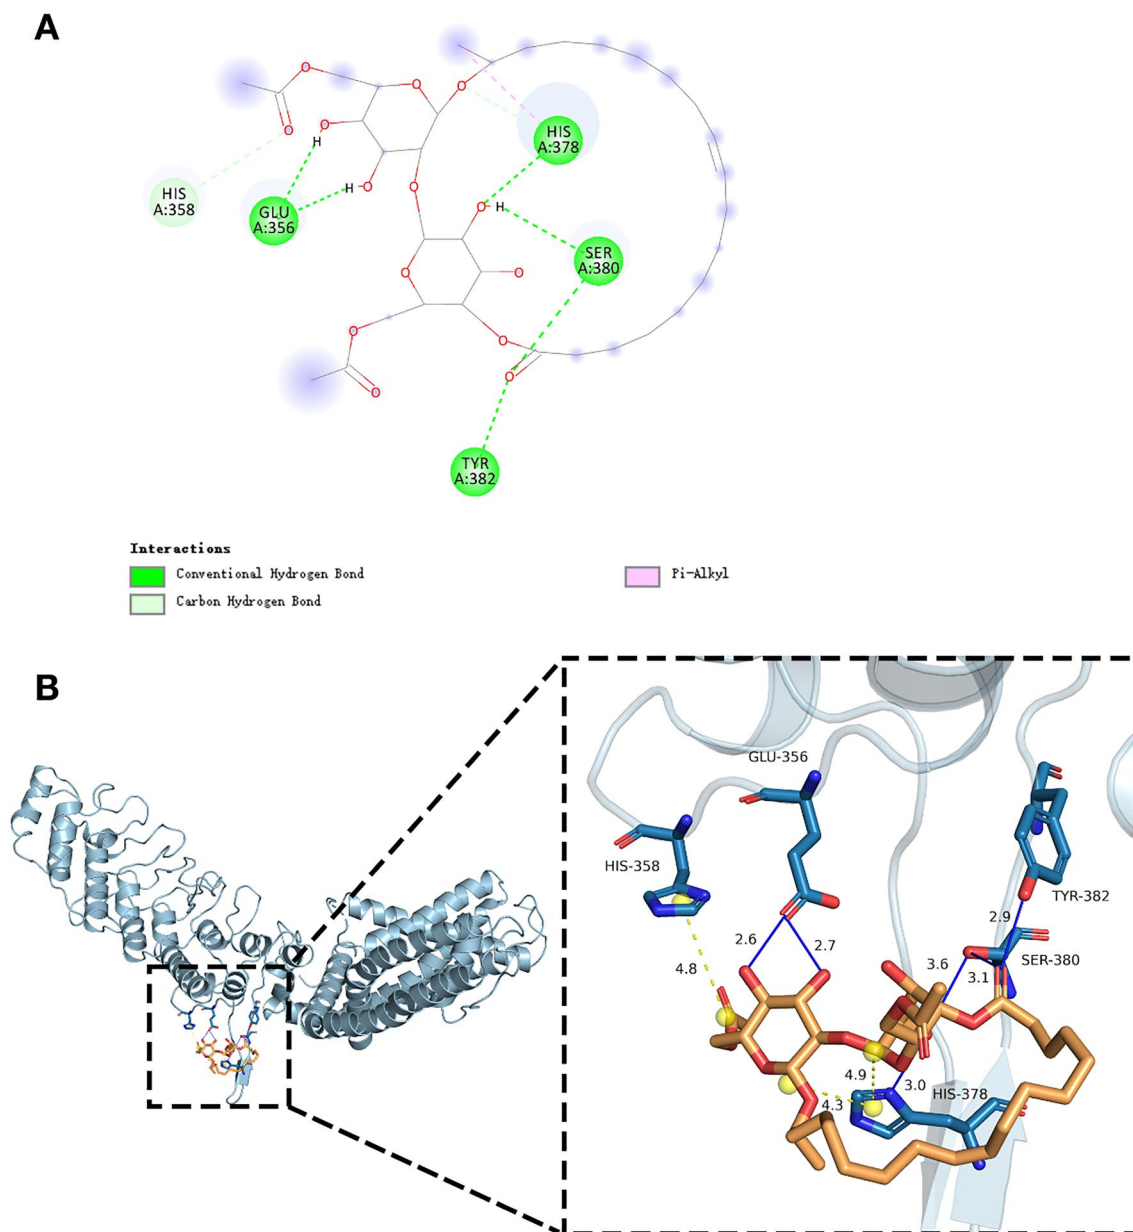 A
O
O
O
O
O
H
H
O
O
HIS
A:378
HIS
A:358
GLU
A:356
O
H
SER
A:380
O
O
O
O
O
O
O
TYR
A:382
Interactions
Conventional Hydrogen Bond
Pi-Alkyl
Carbon Hydrogen Bond
B
GLU-356
HIS-358
TYR-382
2.9
2.6
2.7
SER-380
3.6
4.8
3.1
4.9
3.0
HIS-378
4.3